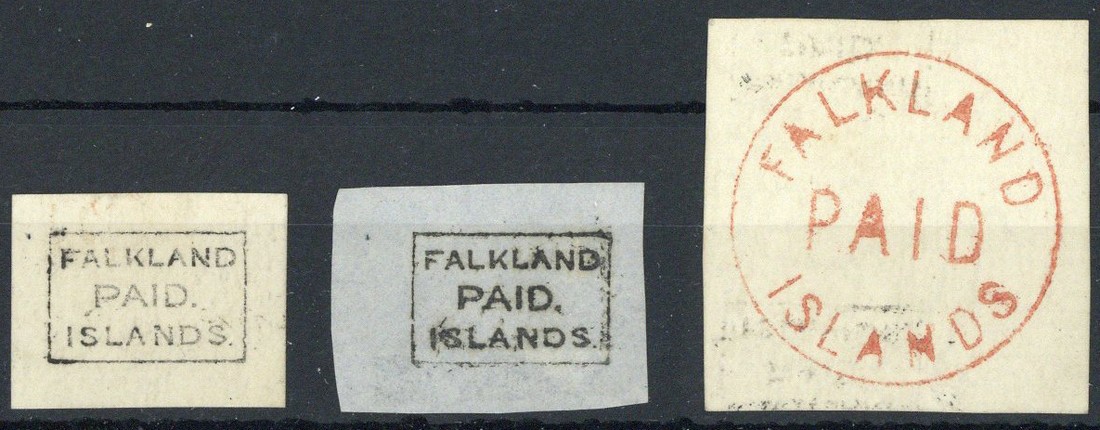 FALKLAND
PAID.
ISLANDS.
FALKLAND
PAID.
ISLANDS.
FALKLAND
PAID
ISLANDS